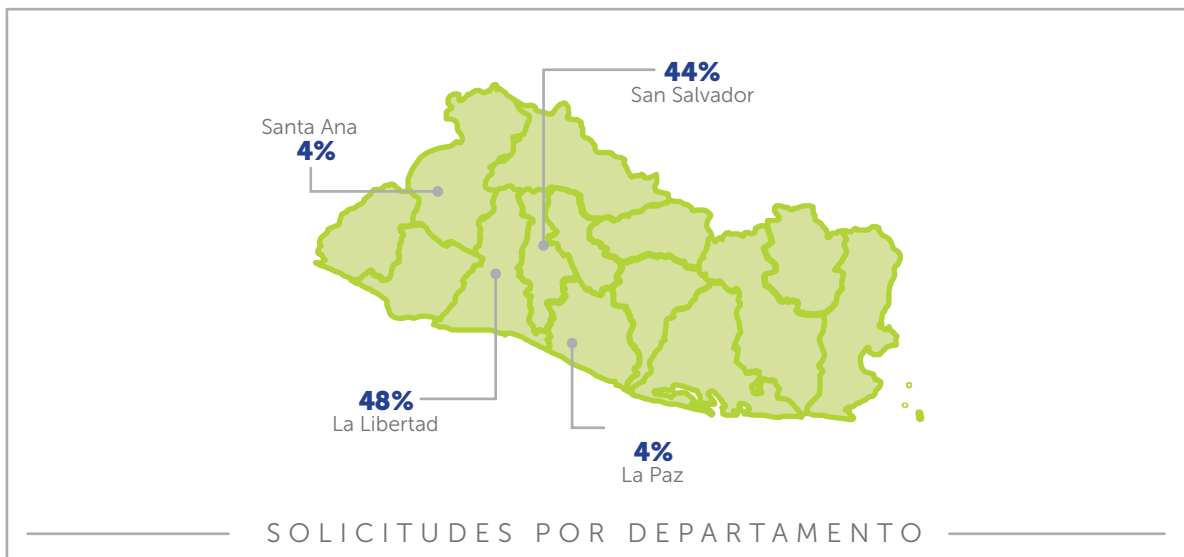 44%
San Salvador
Santa Ana
4%
48%
La Libertad
4%
La Paz
SOLICITUDES POR DEPARTAMENTO